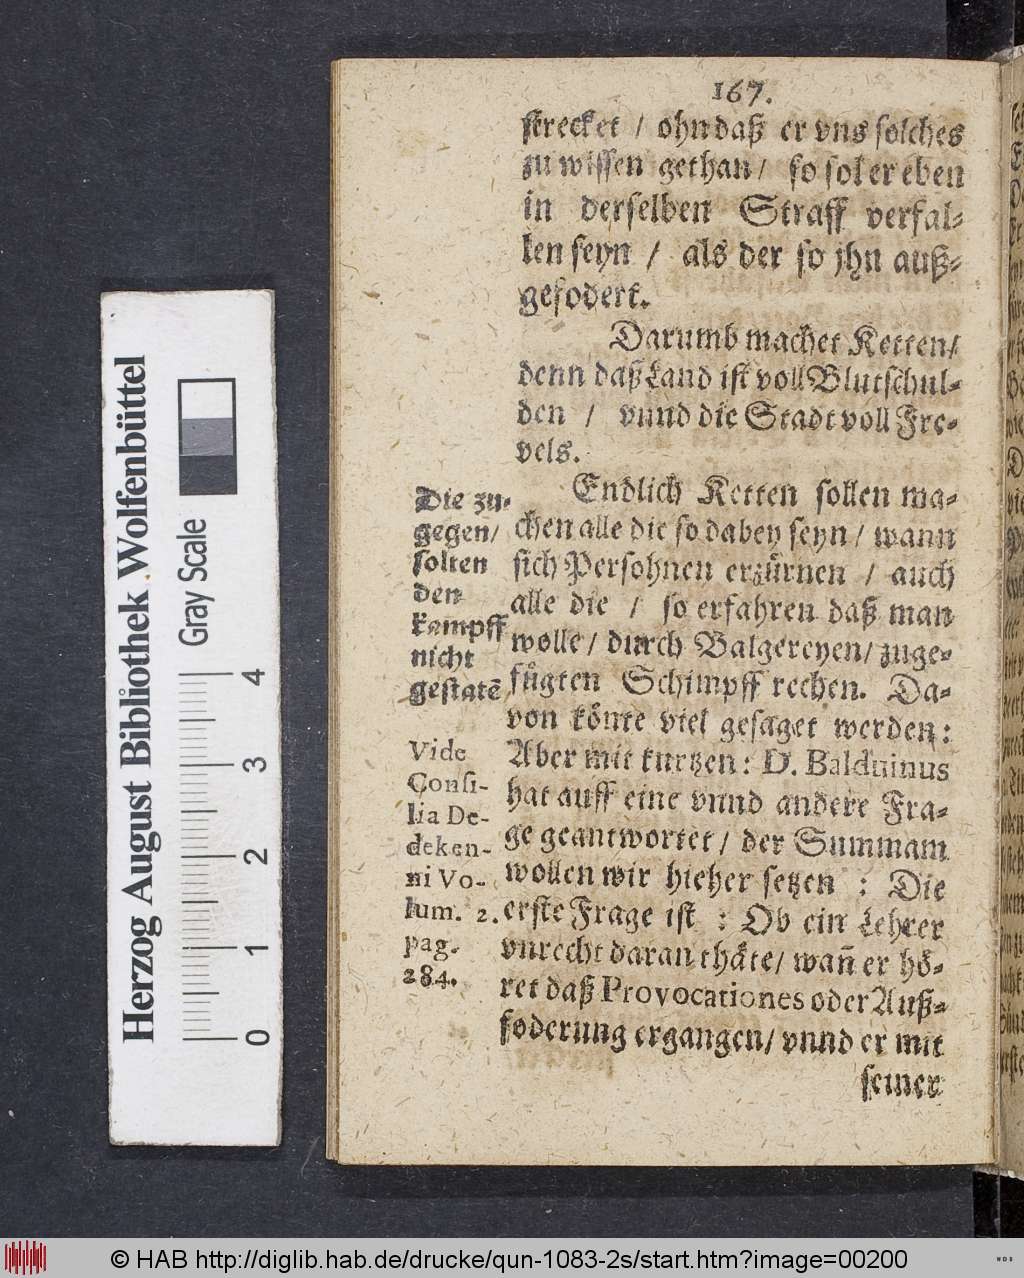 167.
strecket / ohn daß er vns solches
zu wissen gethan / so sol er eben
in derselben Straff verfal-
len seyn / als der so jhn auß-
gefodert.
Darumb machet Ketten /
denn daß Land ist voll Blutschul-
den / vnnd die Stadt voll Fre-
vels.
Endlich Ketten sollen ma-
chen alle die so dabey seyn / wann
sich Persohnen erzürnen / auch
alle die / so erfahren daß man
wolle / durch Balgereyen / zuge-
fügten Schimpff rechen. Da-
von könte viel gesaget werden:
Aber mit kurtzen: D. Balduinus
hat auff eine vnnd andere Fra-
ge geantwortet / der Summam
wollen wir hieher setzen : Die
erste Frage ist : Ob ein Lehrer
vnrecht daran thäte / wañ er hö-
ret daß Provocationes oder Auß-
foderung ergangen / vnnd er mit
seiner
Die zu-
gegen /
solten
den
kampff
nicht
gestatē
Vide
Consi-
lia De-
deken-
ni Vo-
lum. 2.
pag.
284.
Herzog August Bibliothek Wolfenbüttel
Gray Scale
0 1 2 3 4
© HAB http://diglib.hab.de/drucke/qun-1083-2s/start.htm?image=00200